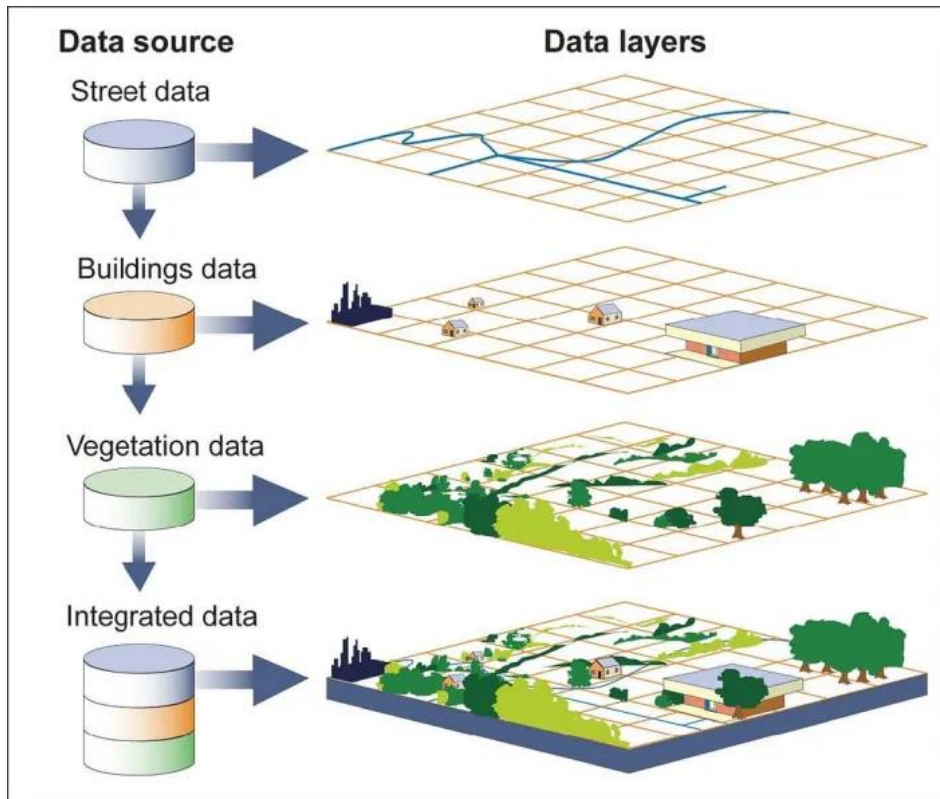 Data source
Data layers
Street data
Buildings data
Vegetation data
Integrated data